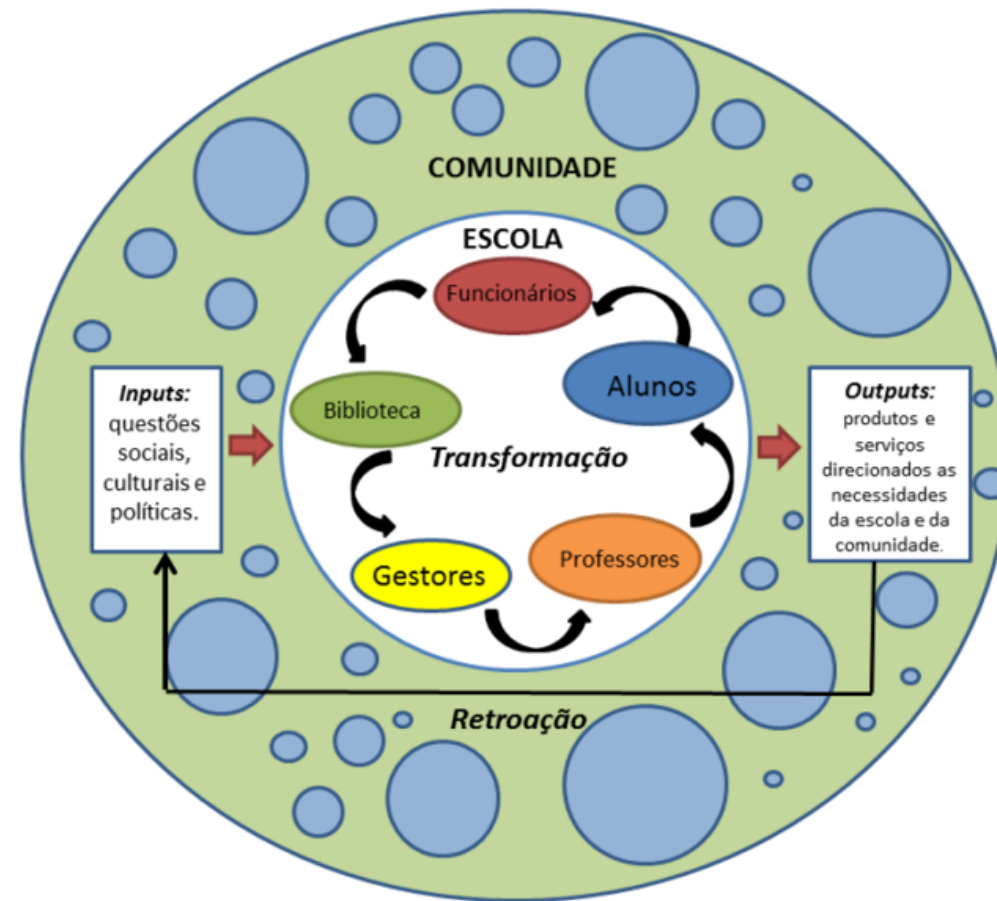 COMUNIDADE
ESCOLA
Funcionários
Alunos
Biblioteca
Transformação
Gestores
Professores
Inputs:
questões
sociais,
culturais e
políticas.
Outputs:
produtos e
serviços
direcionados as
necessidades
da escola e da
comunidade.
Retroação